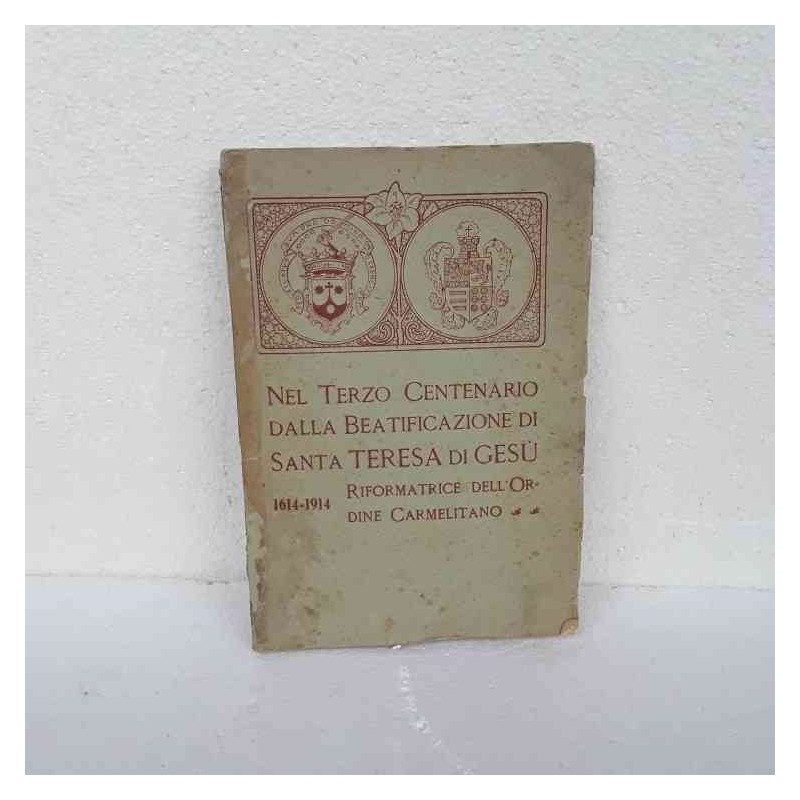 NEL TERZO CENTENARIO
DALLA BEATIFICAZIONE DI
SANTA TERESA DI GESÙ
1614-1914 RIFORMATRICE DELL'OR-
DINE CARMELITANO